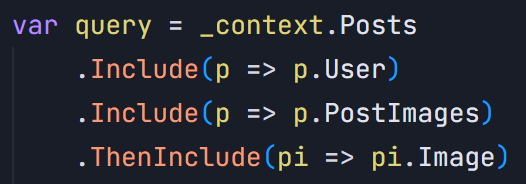 var query = _context.Posts
.Include(p => p.User)
.Include(p => p.PostImages)
.ThenInclude(pi => pi.Image)